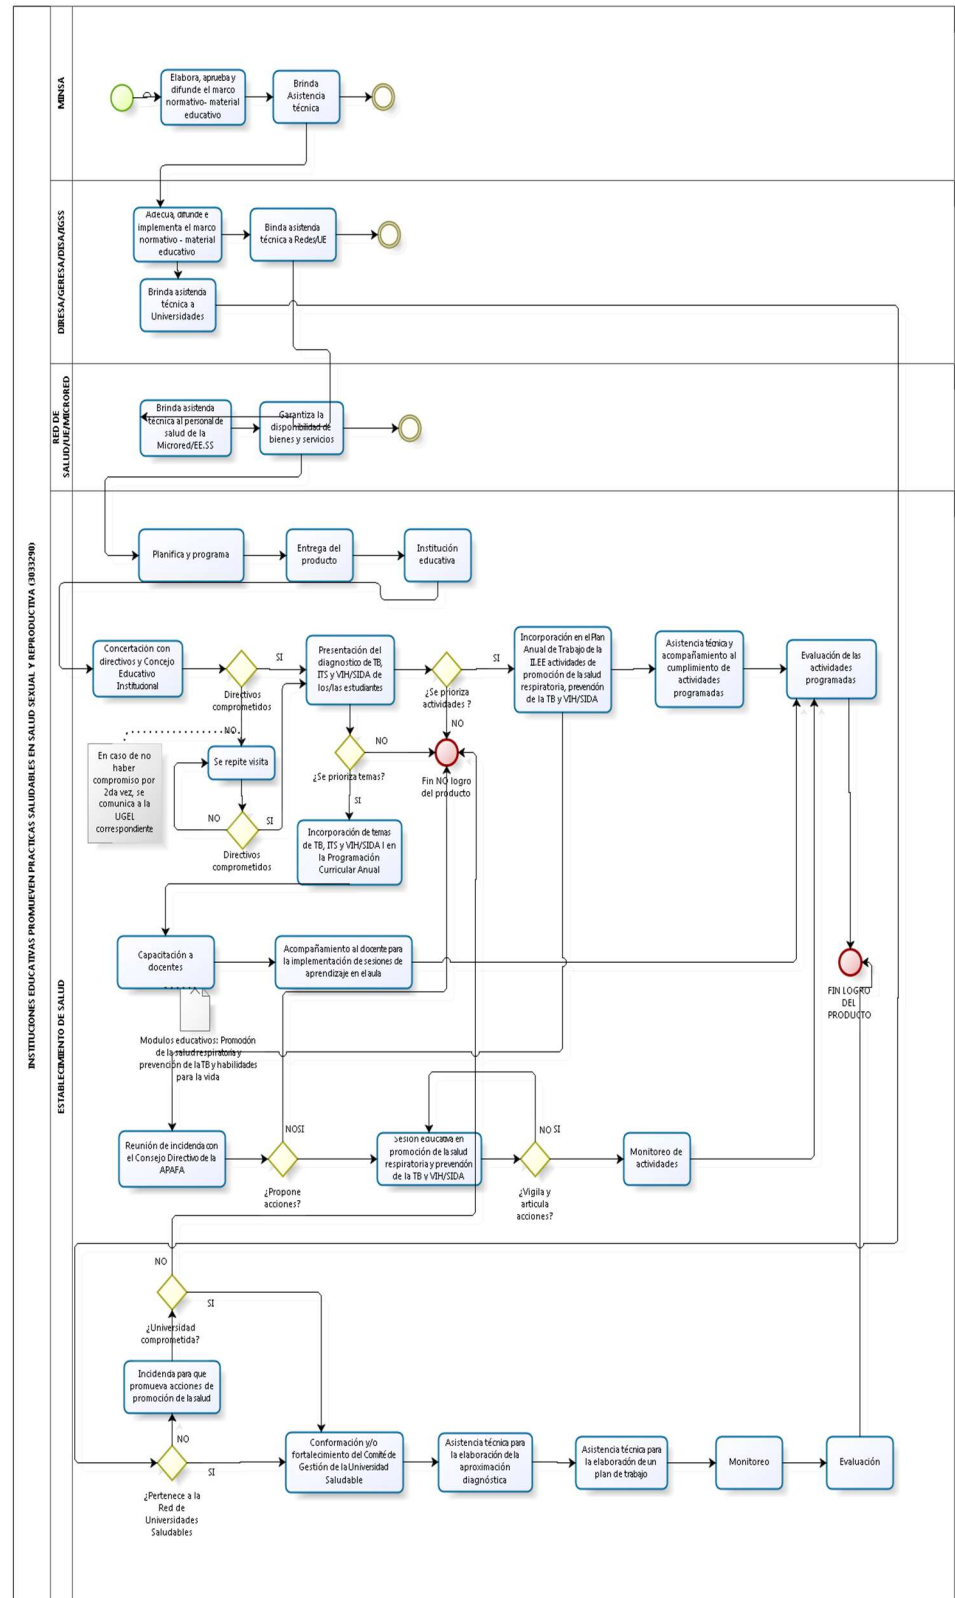 INSTITUCIONES EDUCATIVAS PROMUEVEN PRACTICAS SALUDABLES EN SALUD SEXUAL Y REPRODUCTIVA (3033290)
MINSA
Elabora, aprueba y
difunde el marco
normativo- material
educativo
Brinda
Asistencia
técnica
DIRESA/GERESA/DISA/IGSS
Adecua, difunde e
implementa el marco
normativo - material
educativo
Binda asistencia
técnica a Redes/UE
Brinda asistencia
técnica a
Universidades
RED DE
SALUD/UE/MICRORED
Brinda asistencia
técnica al personal de
salud de la
Microred/EE.SS
Garantiza la
disponibilidad de
bienes y servicios
ESTABLECIMIENTO DE SALUD
Planifica y programa
Entrega del
producto
Institución
educativa
Concertación con
directivos y Concejo
Educativo
Institucional
SI
Directivos
comprometidos
NO
Presentación del
diagnostico de TB,
ITS y VIH/SIDA de
los/las estudiantes
SI
¿Se prioriza
actividades ?
NO
Incorporación en el Plan
Anual de Trabajo de la
II.EE actividades de
promoción de la salud
respiratoria, prevención
de la TB y VIH/SIDA
Asistencia técnica y
acompañamiento al
cumplimiento de
actividades
programadas
Evaluación de las
actividades
programadas
En caso de no
haber
compromiso por
2da vez, se
comunica a la
UGEL
correspondiente
Se repite visita
NO
SI
Directivos
comprometidos
NO
¿Se prioriza temas?
SI
Fin NO logro
del producto
Incorporación de temas
de TB, ITS y VIH/SIDA I en
la Programación
Curricular Anual
Capacitación a
docentes
Acompañamiento al docente para
la implementación de sesiones de
aprendizaje en el aula
FIN LOGRO
DEL
PRODUCTO
Modulos educativos: Promoción
de la salud respiratoria y
prevención de la TB y habilidades
para la vida
Reunión de incidencia con
el Consejo Directivo de la
APAFA
NO
SI
¿Propone
acciones?
Sesión educativa en
promoción de la salud
respiratoria y prevención
de la TB y VIH/SIDA
NO
SI
¿Vigila y
articula
acciones?
Monitoreo de
actividades
NO
SI
¿Universidad
comprometida?
Incidencia para que
promueva acciones de
promoción de la salud
NO
SI
¿Pertenece a la
Red de
Universidades
Saludables
Conformación y/o
fortalecimiento del Comité de
Gestión de la Universidad
Saludable
Asistencia técnica para
la elaboración de la
aproximación
diagnóstica
Asistencia técnica para
la elaboración de un
plan de trabajo
Monitoreo
Evaluación